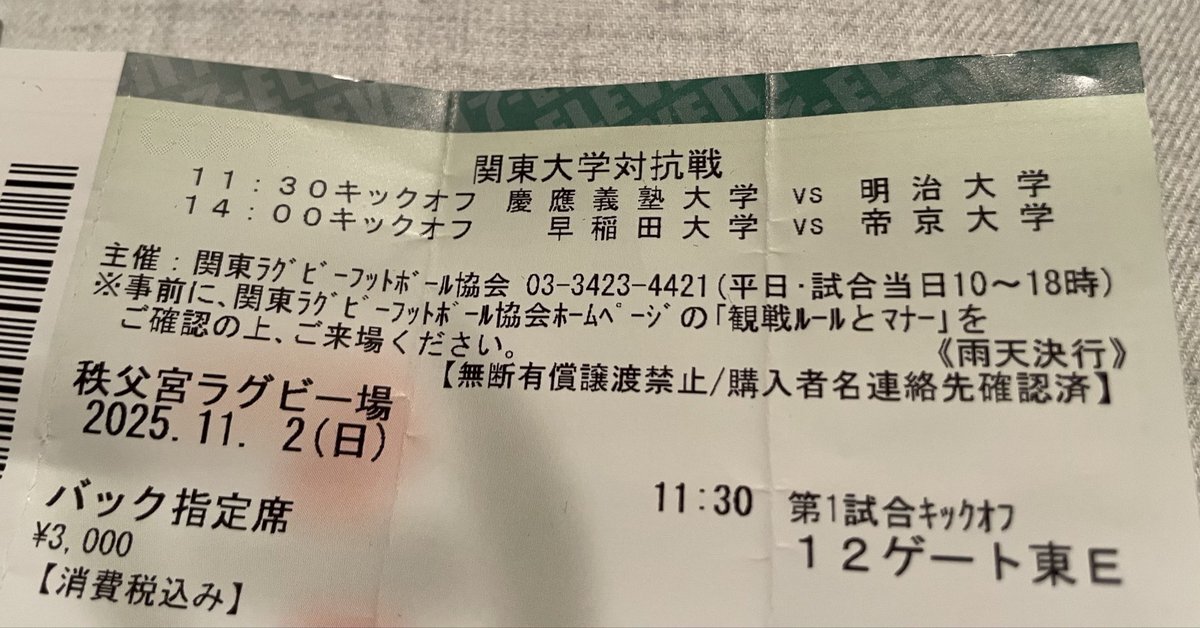 7-ELEVEN
関東大学対抗戦
11:30キックオフ 慶應義塾大学 vs 明治大学
14:00キックオフ 早稲田大学 vs 帝京大学
主催:関東ﾗｸﾞﾋﾞｰﾌｯﾄﾎﾞｰﾙ協会 03-3423-4421(平日・試合当日10～18時)
※事前に、関東ﾗｸﾞﾋﾞｰﾌｯﾄﾎﾞｰﾙ協会ﾎｰﾑﾍﾟｰｼﾞの「観戦ﾙｰﾙとﾏﾅｰ」を
ご確認の上、ご来場ください。
《雨天決行》
【無断有償譲渡禁止/購入者名連絡先確認済】
秩父宮ラグビー場
2025.11. 2(日)
バック指定席
11:30 第1試合ｷｯｸｵﾌ
¥3,000
12ゲート東E
【消費税込み】